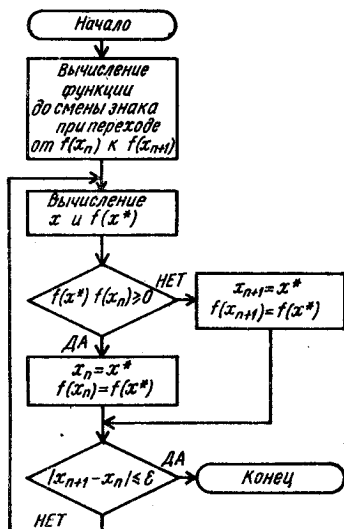 Начало
Вычисление
функции
до смены знака
при переходе
от f(xₙ) к f(xₙ₊₁)
Вычисление
x и f(x*)
f(x*) f(xₙ)≥0
НЕТ
xₙ₊₁=x*
f(xₙ₊₁)=f(x*)
ДА
xₙ=x*
f(xₙ)=f(x*)
|xₙ₊₁-xₙ|≤ε
ДА
Конец
НЕТ